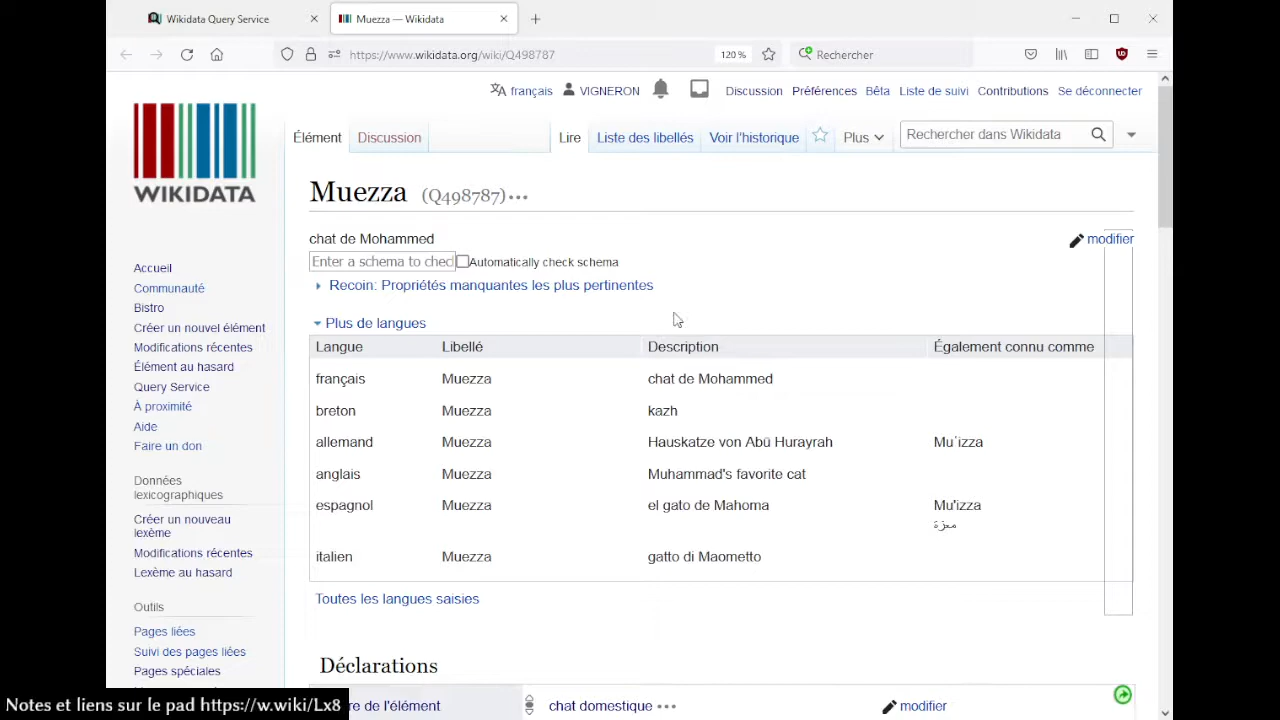 Wikidata Query Service
Muezza — Wikidata
https://www.wikidata.org/wiki/Q498787
120 %
Rechercher
français
VIGNERON
Discussion
Préférences
Bêta
Liste de suivi
Contributions
Se déconnecter
WIKIDATA
Élément
Discussion
Lire
Liste des libellés
Voir l'historique
Plus
Rechercher dans Wikidata
Muezza (Q498787)
chat de Mohammed
modifier
Enter a schema to chec
Automatically check schema
Recoin: Propriétés manquantes les plus pertinentes
Plus de langues
Langue Libellé Description Également connu comme
français Muezza chat de Mohammed
breton Muezza kazh
allemand Muezza Hauskatze von Abū Hurayrah Muʾizza
anglais Muezza Muhammad's favorite cat
espagnol Muezza el gato de Mahoma Mu'izza
معزة
italien Muezza gatto di Maometto
Toutes les langues saisies
Déclarations
re de l'élément
chat domestique
modifier
Accueil
Communauté
Bistro
Créer un nouvel élément
Modifications récentes
Élément au hasard
Query Service
À proximité
Aide
Faire un don
Données
lexicographiques
Créer un nouveau
lexème
Modifications récentes
Lexème au hasard
Outils
Pages liées
Suivi des pages liées
Pages spéciales
Notes et liens sur le pad https://w.wiki/Lx8